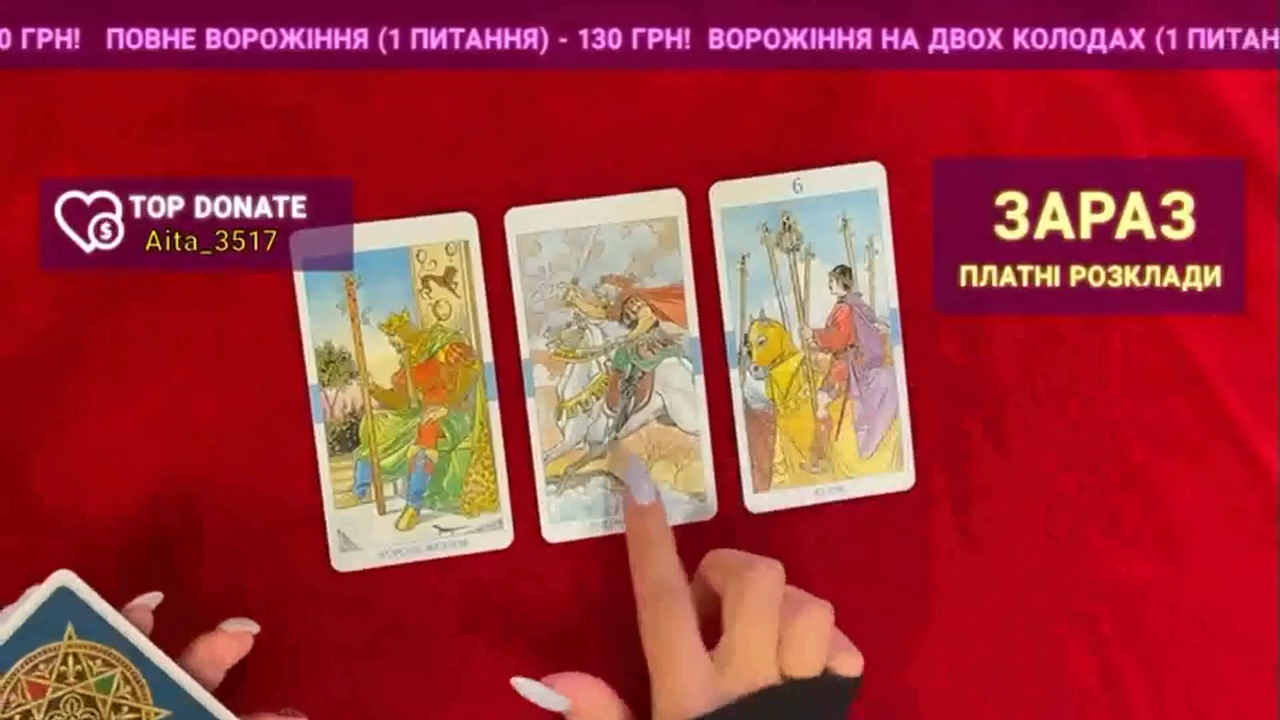 0 ГРН! ПОВНЕ ВОРОЖІННЯ (1 ПИТАННЯ) - 130 ГРН! ВОРОЖІННЯ НА ДВОХ КОЛОДАХ (1 ПИТАН
TOP DONATE
Aita_3517
ЗАРАЗ
ПЛАТНІ РОЗКЛАДИ
6